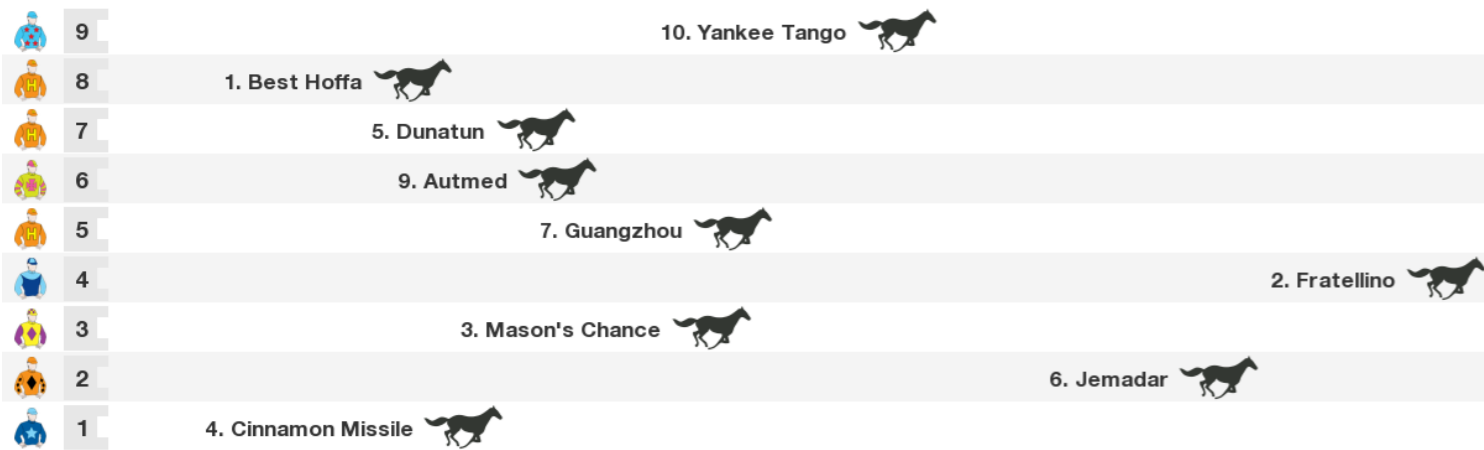 9 10. Yankee Tango
8 1. Best Hoffa
H
7 5. Dunatun
H
6 9. Autmed
5 7. Guangzhou
H
4 2. Fratellino
3 3. Mason's Chance
2 6. Jemadar
1 4. Cinnamon Missile